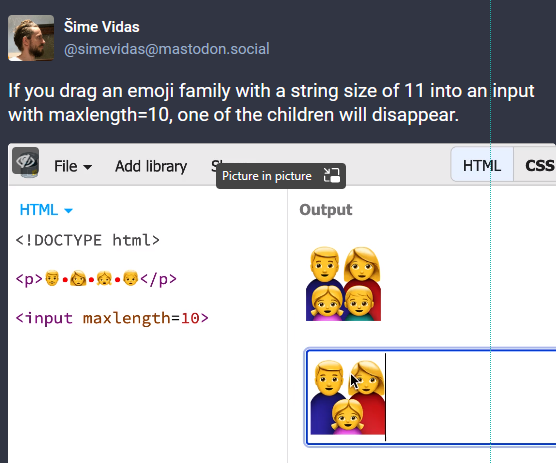 Šime Vidas
@simevidas@mastodon.social
If you drag an emoji family with a string size of 11 into an input
with maxlength=10, one of the children will disappear.
File Add library
Picture in picture
HTML CSS
HTML
Output
<!DOCTYPE html>
<p>👨•👩•👧•👦</p>
<input maxlength=10>